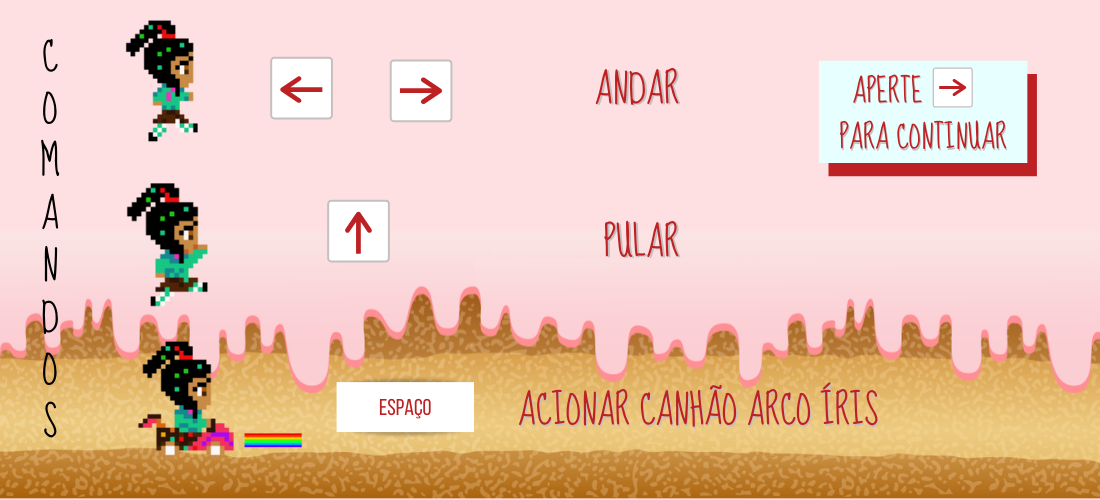 COMANDOS
ANDAR
APERTE
PARA CONTINUAR
PULAR
ESPAÇO
ACIONAR CANHÃO ARCO ÍRIS